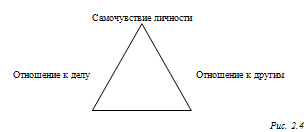 Самочувствие личности
Отношение к делу
Отношение к другим
Рис. 2.4